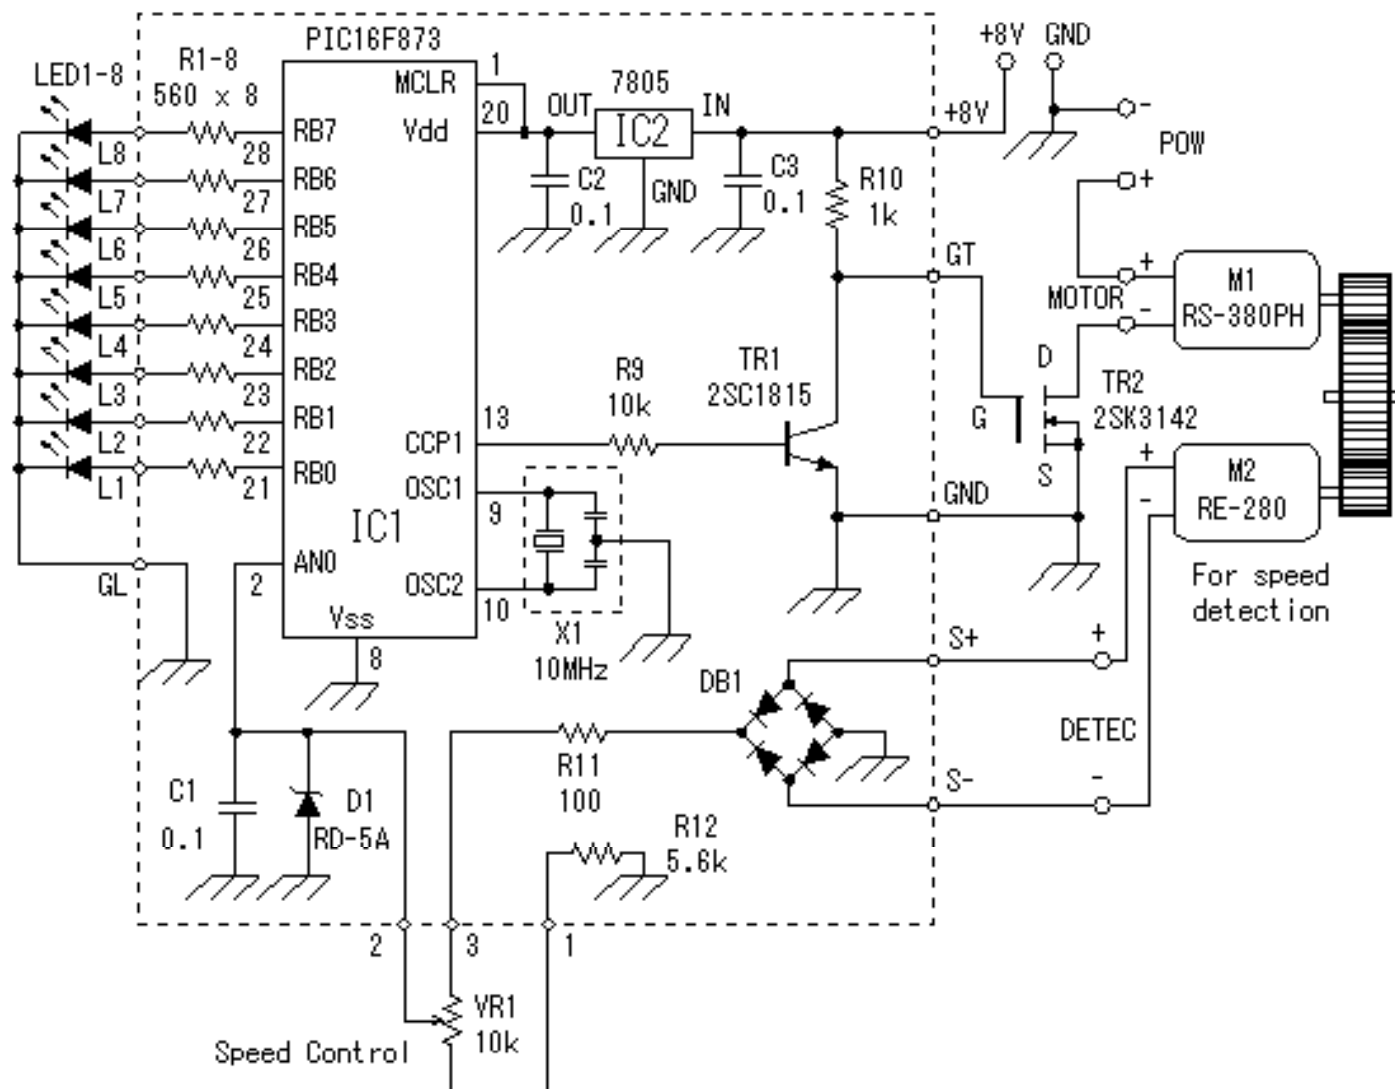 PIC16F873
+8V GND
LED1-8
R1-8
560 x 8
MCLR
1
7805
OUT
IN
+8V
-
POW
+
RB7
Vdd
20
IC2
L8
28
RB6
C2
0.1
GND
C3
0.1
R10
1k
L7
27
RB5
L6
26
RB4
GT
+
M1
RS-380PH
MOTOR
-
L5
25
RB3
L4
24
RB2
L3
23
RB1
R9
10k
TR1
2SC1815
D
G
S
TR2
2SK3142
L2
22
RB0
13
CCP1
L1
21
OSC1
9
GND
+
-
M2
RE-280
IC1
AN0
2
OSC2
10
GL
Vss
8
X1
10MHz
For speed
detection
S+
+
DB1
DETEC
R11
100
S-
-
C1
0.1
D1
RD-5A
R12
5.6k
2
3
1
VR1
10k
Speed Control